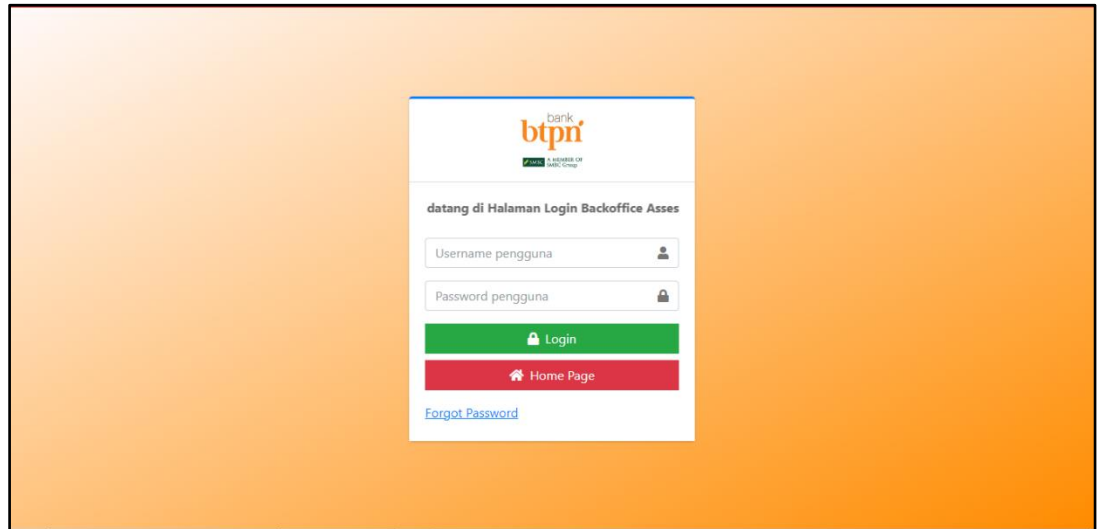 bank
btpn
SMBC A MEMBER OF
SMBC Group
datang di Halaman Login Backoffice Asses
Username pengguna
Password pengguna
Login
Home Page
Forgot Password